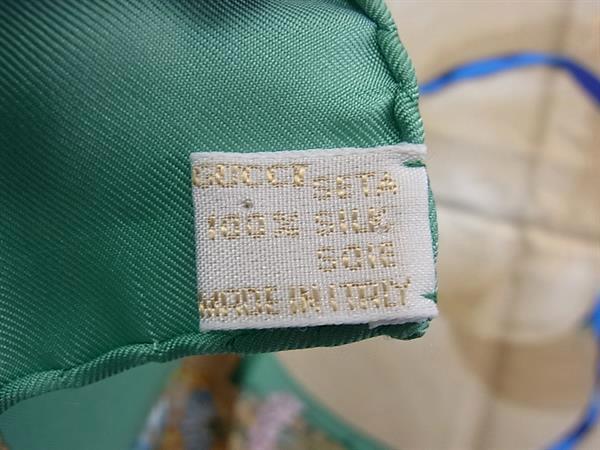 GUCCI SETA
100% SILK
SOIE
MADE IN ITALY